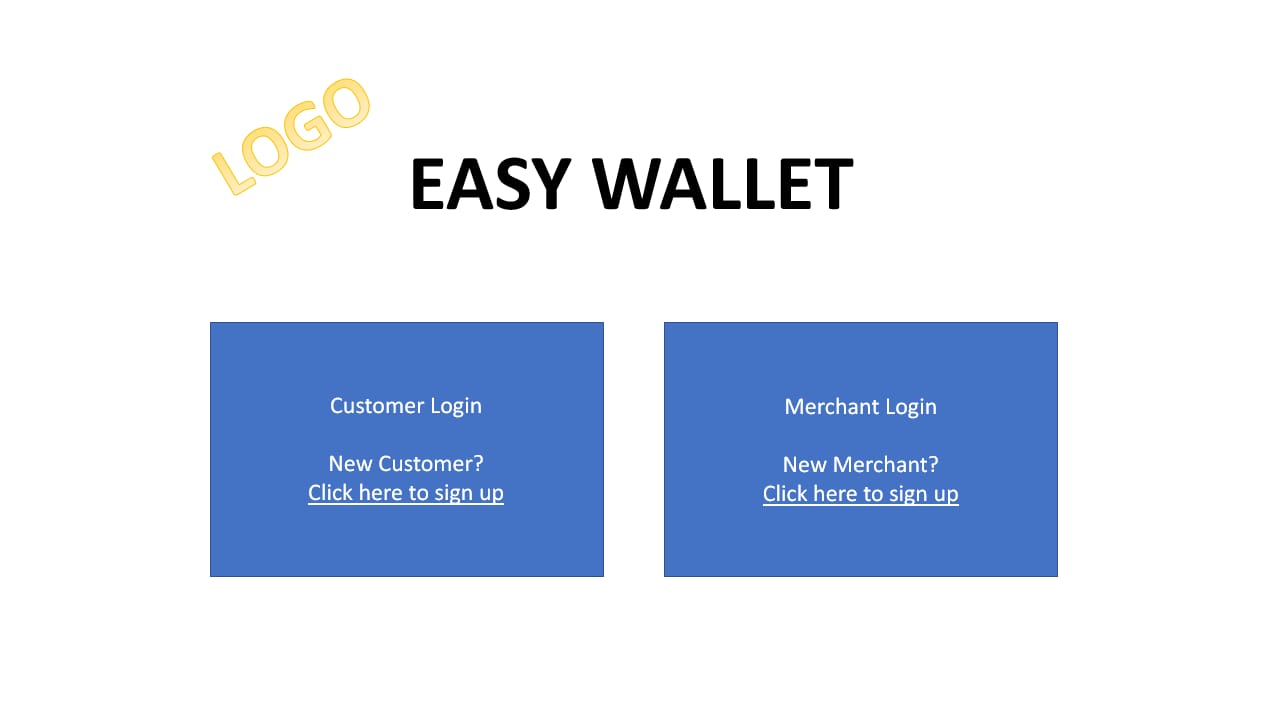 LOGO
EASY WALLET
Customer Login
New Customer?
Click here to sign up
Merchant Login
New Merchant?
Click here to sign up